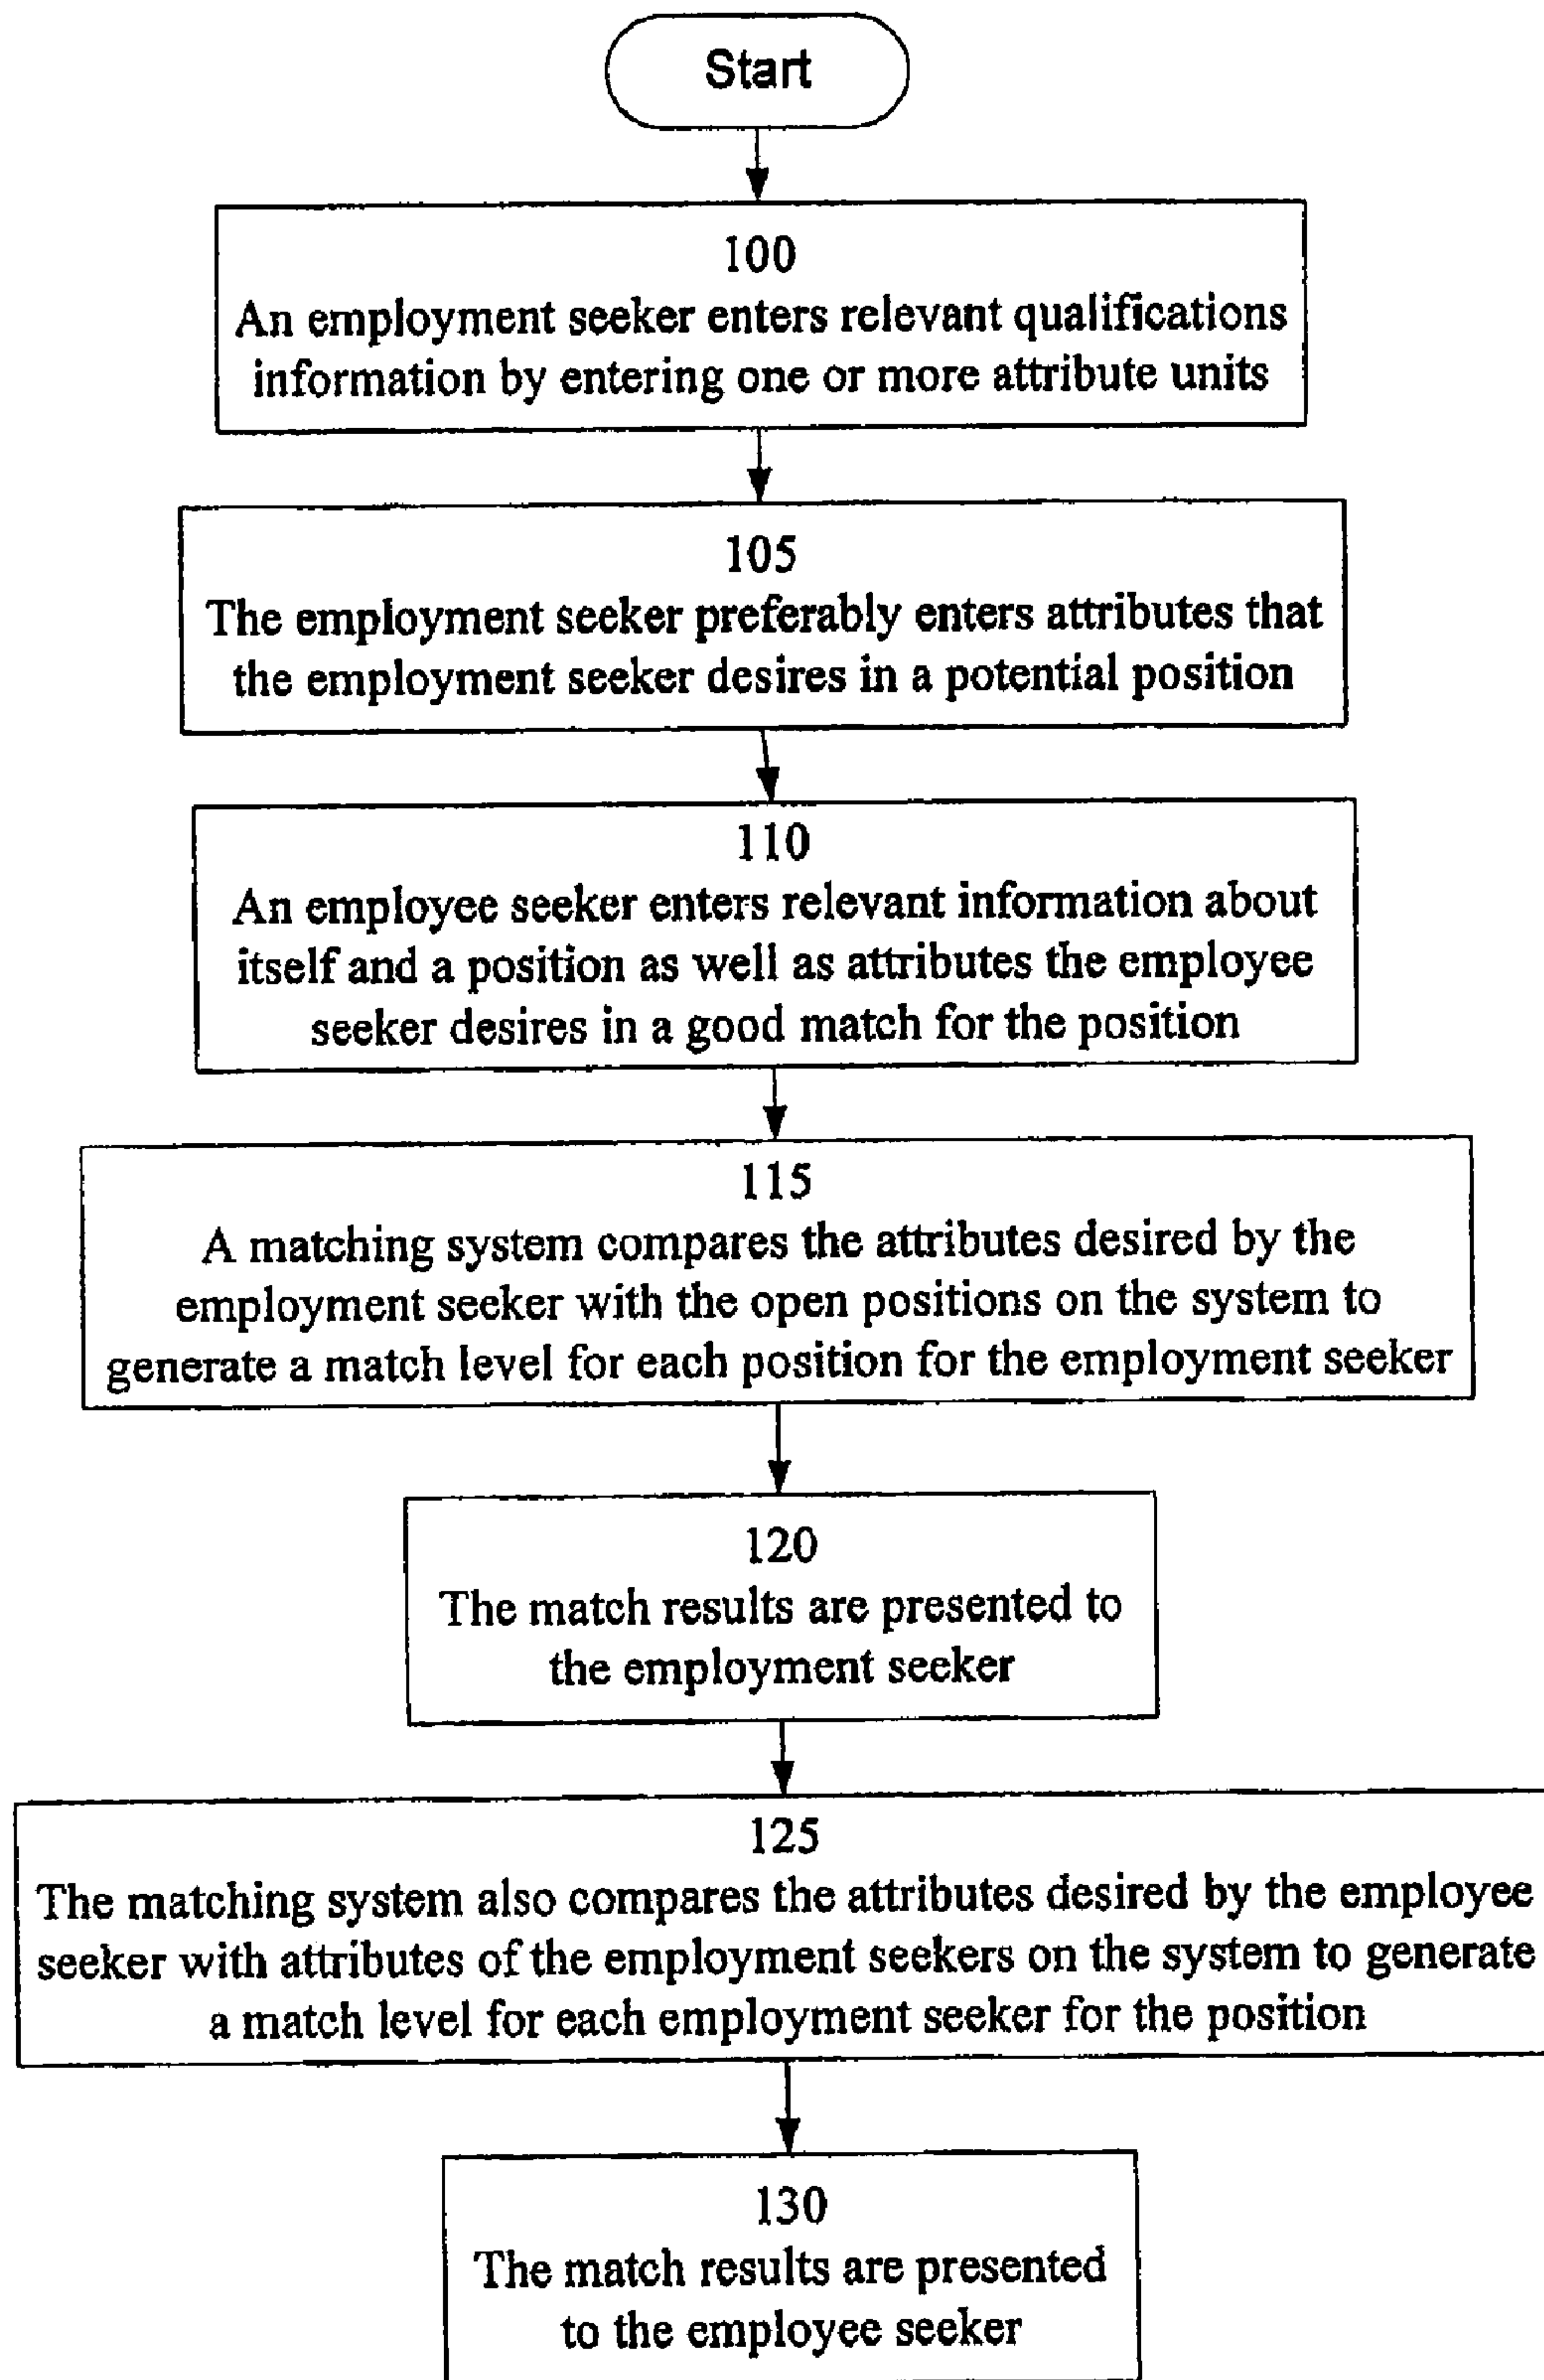 Start
100
An employment seeker enters relevant qualifications
information by entering one or more attribute units
105
The employment seeker preferably enters attributes that
the employment seeker desires in a potential position
110
An employee seeker enters relevant information about
itself and a position as well as attributes the employee
seeker desires in a good match for the position
115
A matching system compares the attributes desired by the
employment seeker with the open positions on the system to
generate a match level for each position for the employment seeker
120
The match results are presented to
the employment seeker
125
The matching system also compares the attributes desired by the employee
seeker with attributes of the employment seekers on the system to generate
a match level for each employment seeker for the position
130
The match results are presented
to the employee seeker